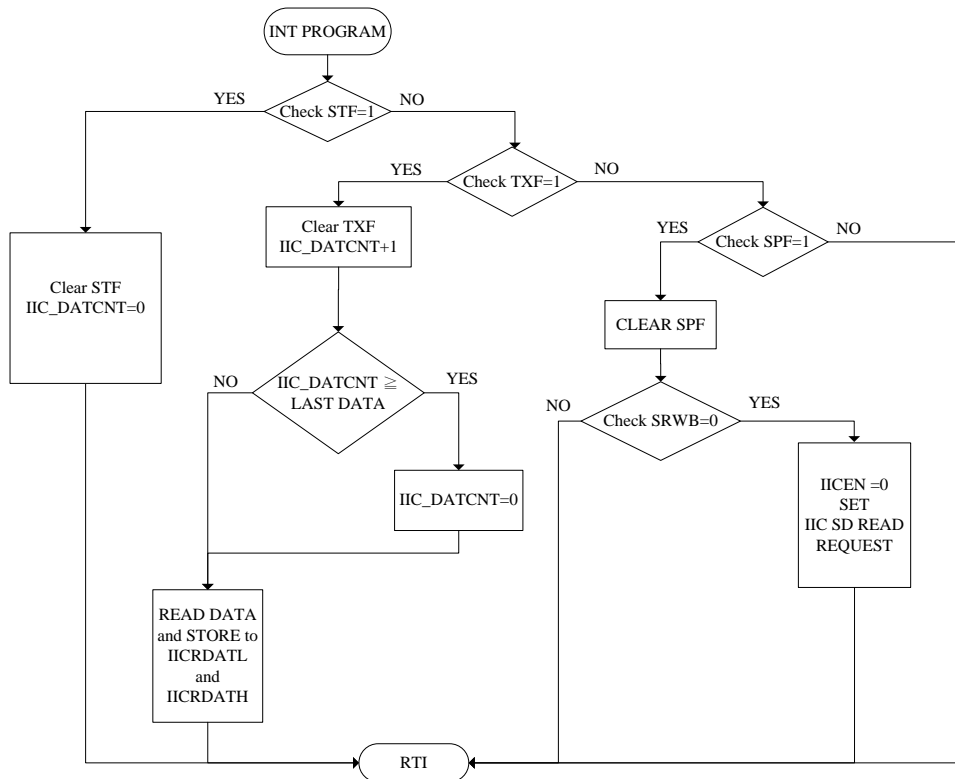 INT PROGRAM
YES
Check STF=1
NO
YES
Check TXF=1
NO
Clear TXF
IIC_DATCNT+1
YES
Check SPF=1
NO
Clear STF
IIC_DATCNT=0
CLEAR SPF
NO
IIC_DATCNT ≧
LAST DATA
YES
NO
Check SRWB=0
YES
IIC_DATCNT=0
IICEN =0
SET
IIC SD READ
REQUEST
READ DATA
and STORE to
IICRDATL
and
IICRDATH
RTI